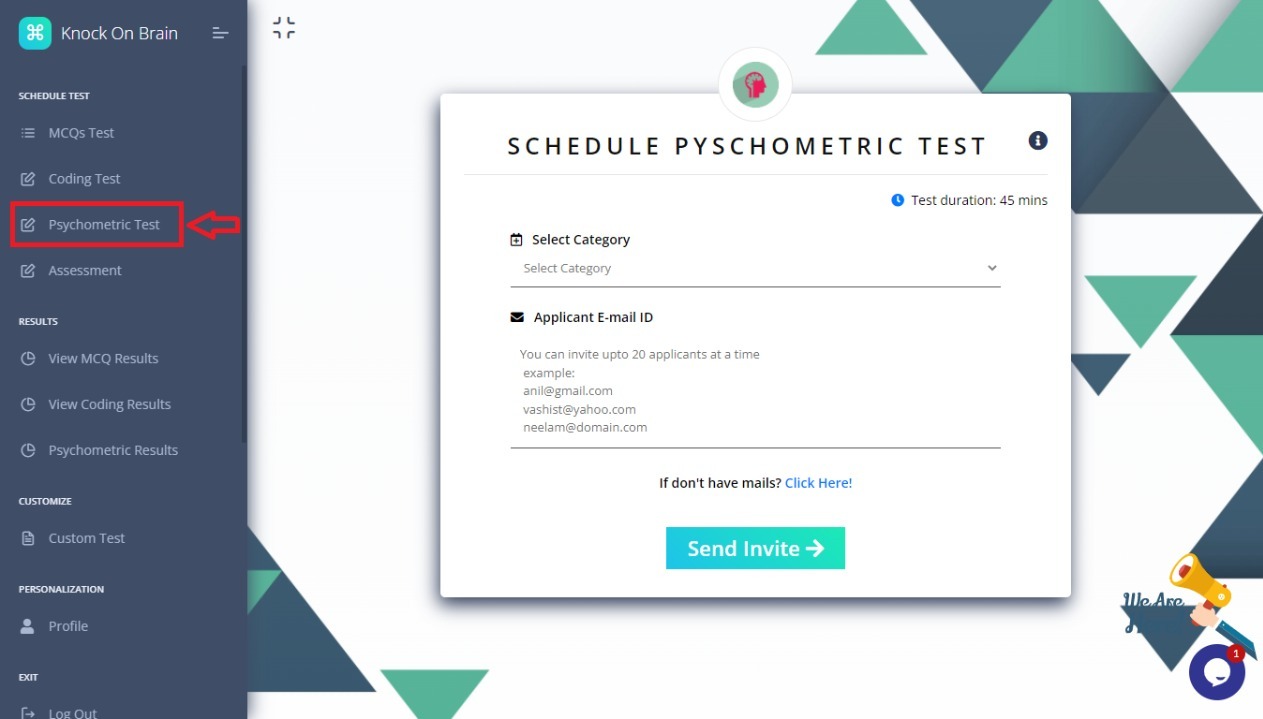 Knock On Brain
SCHEDULE TEST
MCQs Test
Coding Test
Psychometric Test
Assessment
RESULTS
View MCQ Results
View Coding Results
Psychometric Results
CUSTOMIZE
Custom Test
PERSONALIZATION
Profile
EXIT
Log Out
SCHEDULE PYSCHOMETRIC TEST
Test duration: 45 mins
Select Category
Select Category
Applicant E-mail ID
You can invite upto 20 applicants at a time
example:
anil@gmail.com
vashist@yahoo.com
neelam@domain.com
If don't have mails? Click Here!
Send Invite
We Are
1